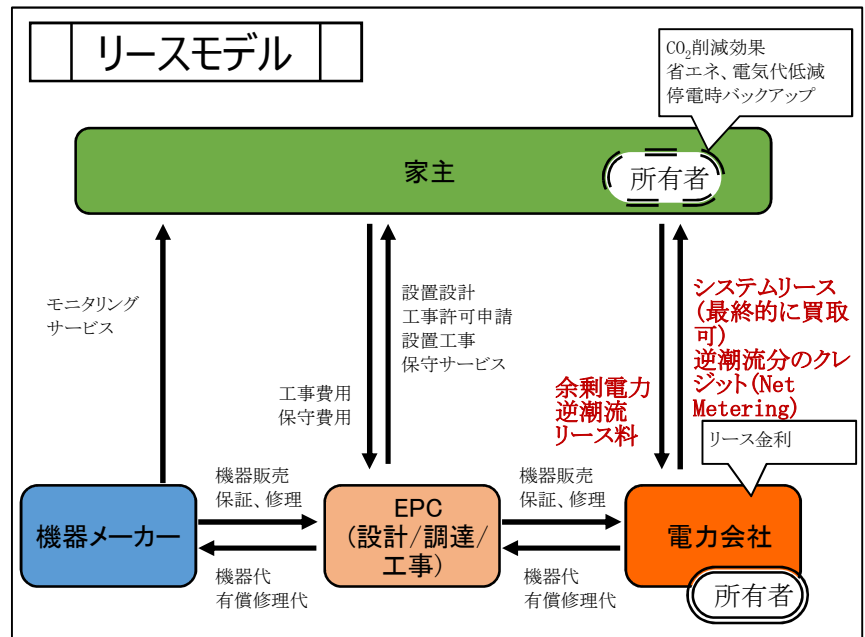 リースモデル
CO2削減効果
省エネ、電気代低減
停電時バックアップ
家主
所有者
モニタリング
サービス
設置設計
工事許可申請
設置工事
保守サービス
工事費用
保守費用
システムリース
(最終的に買取
可)
逆潮流分のクレ
ジット(Net
Metering)
余剰電力
逆潮流
リース料
リース金利
機器メーカー
機器販売
保証、修理
機器代
有償修理代
EPC
(設計/調達/
工事)
機器販売
保証、修理
機器代
有償修理代
電力会社
所有者